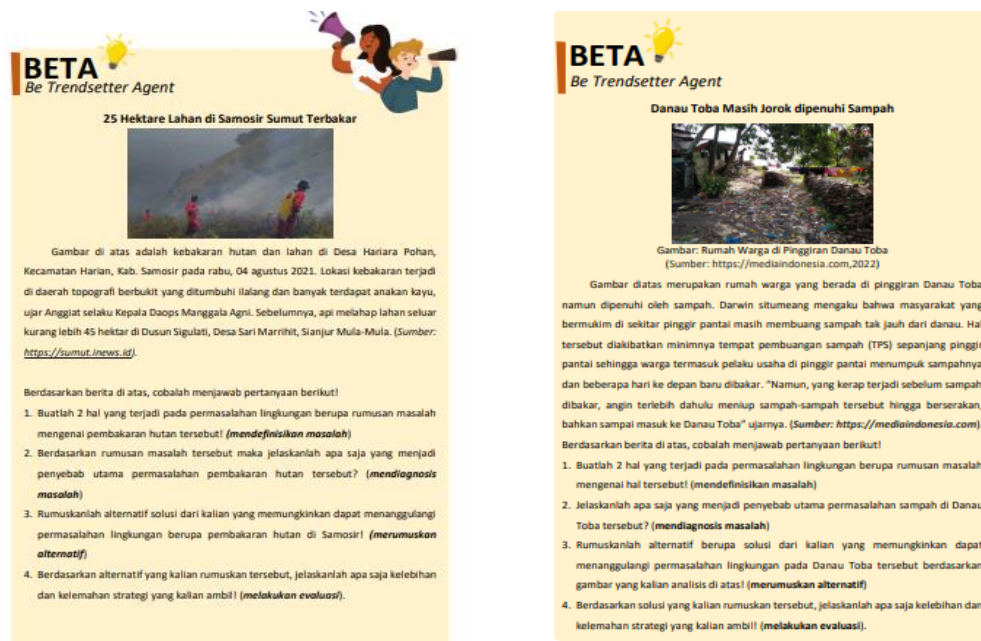 BETA
Be Trendsetter Agent
25 Hektare Lahan di Samosir Sumut Terbakar
Gambar di atas adalah kebakaran hutan dan lahan di Desa Hariara Pohan,
Kecamatan Harian, Kab. Samosir pada rabu, 04 agustus 2021. Lokasi kebakaran terjadi
di daerah topografi berbukit yang ditumbuhi ilalang dan banyak terdapat anakan kayu,
ujar Anggiat selaku Kepala Daops Manggala Agni. Sebelumnya, api melahap lahan seluar
kurang lebih 45 hektar di Dusun Sigulati, Desa Sari Marrihit, Sianjur Mula-Mula. (Sumber:
https://sumut.inews.id).
Berdasarkan berita di atas, cobalah menjawab pertanyaan berikut!
1. Buatlah 2 hal yang terjadi pada permasalahan lingkungan berupa rumusan masalah
mengenai pembakaran hutan tersebut! (mendefinisikan masalah)
2. Berdasarkan rumusan masalah tersebut maka jelaskanlah apa saja yang menjadi
penyebab utama permasalahan pembakaran hutan tersebut? (mendiagnosis
masalah)
3. Rumuskanlah alternatif solusi dari kalian yang memungkinkan dapat menanggulangi
permasalahan lingkungan berupa pembakaran hutan di Samosir! (merumuskan
alternatif)
4. Berdasarkan alternatif yang kalian rumuskan tersebut, jelaskanlah apa saja kelebihan
dan kelemahan strategi yang kalian ambil! (melakukan evaluasi).
BETA
Be Trendsetter Agent
Danau Toba Masih Jorok dipenuhi Sampah
Gambar: Rumah Warga di Pinggiran Danau Toba
(Sumber: https://mediaindonesia.com,2022)
Gambar diatas merupakan rumah warga yang berada di pinggiran Danau Toba
namun dipenuhi oleh sampah. Darwin situmeang mengaku bahwa masyarakat yang
bermukim di sekitar pinggir pantai masih membuang sampah tak jauh dari danau. Hal
tersebut diakibatkan minimnya tempat pembuangan sampah (TPS) sepanjang pinggir
pantai sehingga warga termasuk pelaku usaha di pinggir pantai menumpuk sampahnya
dan beberapa hari ke depan baru dibakar. "Namun, yang kerap terjadi sebelum sampah
dibakar, angin terlebih dahulu meniup sampah-sampah tersebut hingga berserakan,
bahkan sampai masuk ke Danau Toba" ujarnya. (Sumber: https://mediaindonesia.com)
Berdasarkan berita di atas, cobalah menjawab pertanyaan berikut!
1. Buatlah 2 hal yang terjadi pada permasalahan lingkungan berupa rumusan masalah
mengenai hal tersebut! (mendefinisikan masalah)
2. Jelaskanlah apa saja yang menjadi penyebab utama permasalahan sampah di Danau
Toba tersebut? (mendiagnosis masalah)
3. Rumuskanlah alternatif berupa solusi dari kalian yang memungkinkan dapat
menanggulangi permasalahan lingkungan pada Danau Toba tersebut berdasarkan
gambar yang kalian analisis di atas! (merumuskan alternatif)
4. Berdasarkan solusi yang kalian rumuskan tersebut, jelaskanlah apa saja kelebihan dan
kelemahan strategi yang kalian ambil! (melakukan evaluasi).